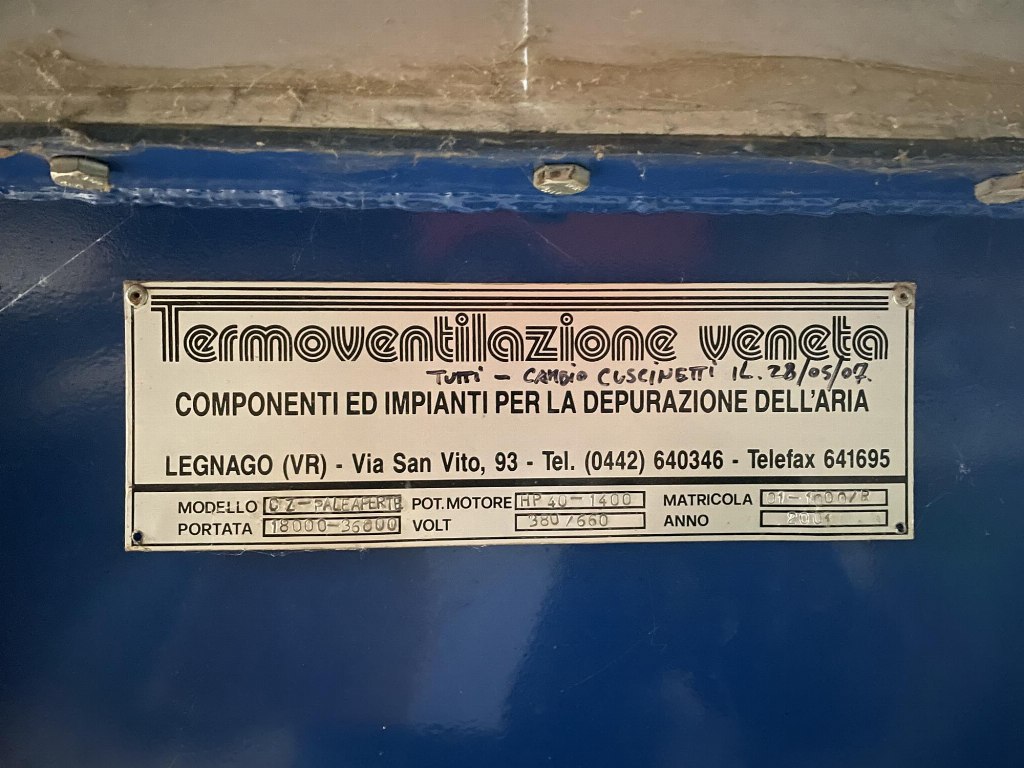 Termoventilazione veneta
TUTTI - CAMBIO CUSCINETTI IL. 28/05/07.
COMPONENTI ED IMPIANTI PER LA DEPURAZIONE DELL'ARIA
LEGNAGO (VR) - Via San Vito, 93 - Tel. (0442) 640346 - Telefax 641695
MODELLO PALEAPERTE POT.MOTORE HP 40-1400 MATRICOLA
PORTATA 18000-36000 VOLT 380/660 ANNO 2001